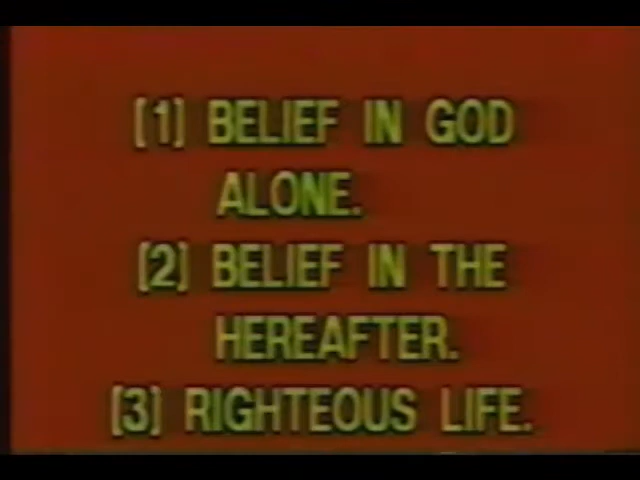 [1] BELIEF IN GOD
ALONE.
[2] BELIEF IN THE
HEREAFTER.
[3] RIGHTEOUS LIFE.